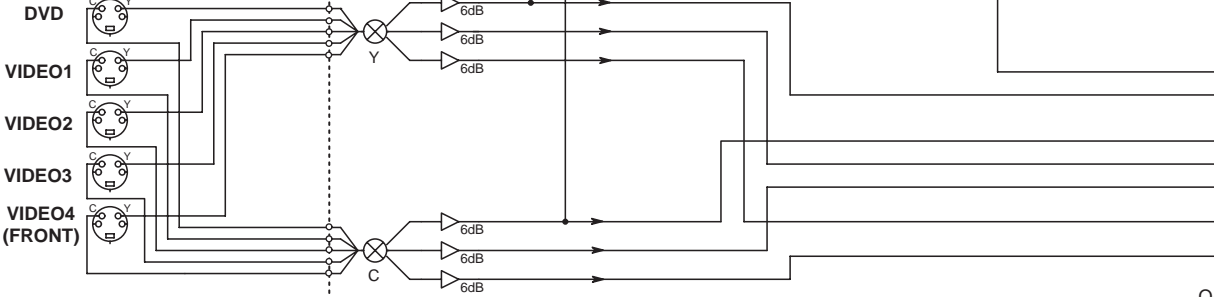 DVD
C Y
6dB
6dB
Y
6dB
VIDEO1
C Y
VIDEO2
C Y
VIDEO3
C Y
VIDEO4
(FRONT)
C Y
6dB
6dB
C
6dB